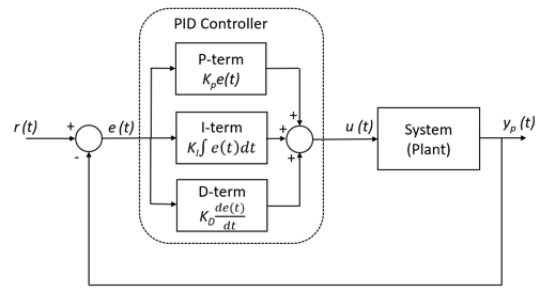 PID Controller
P-term
K_p e(t)
r (t)
+
-
e (t)
I-term
K_I∫ e(t)dt
+
+
+
u (t)
System
(Plant)
y_p (t)
D-term
K_D de(t)/dt